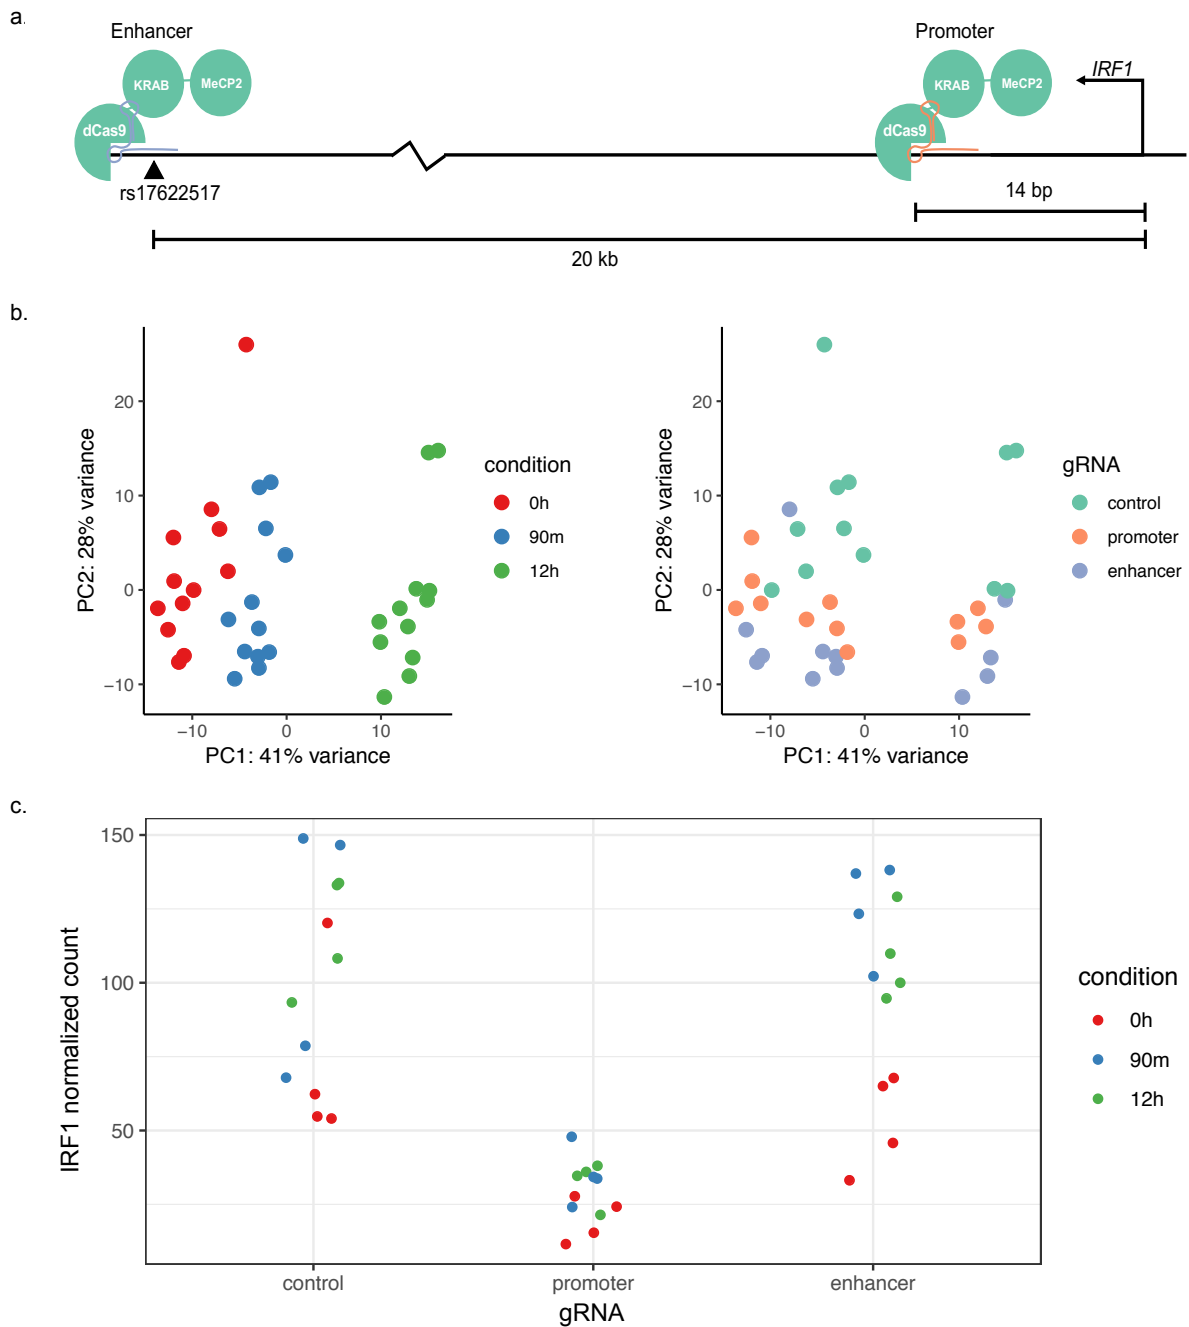 a.
Enhancer
Promoter
KRAB
MeCP2
KRAB
MeCP2
IRF1
dCas9
dCas9
rs17622517
14 bp
20 kb
b.
20
10
0
−10
PC2: 28% variance
−10
0
10
PC1: 41% variance
condition
0h
90m
12h
20
10
0
−10
PC2: 28% variance
−10
0
10
PC1: 41% variance
gRNA
control
promoter
enhancer
c.
150
100
50
IRF1 normalized count
control
promoter
enhancer
gRNA
condition
0h
90m
12h